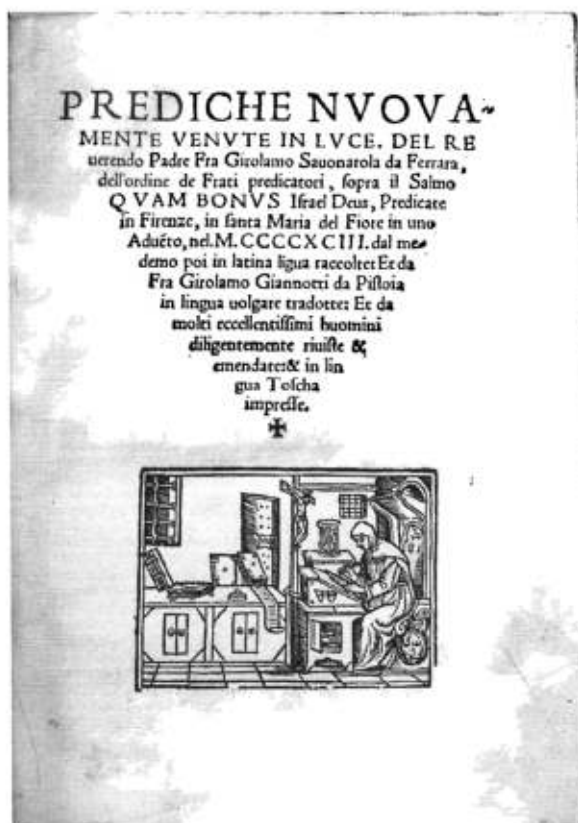 PREDICHE NVOVA~
MENTE VENVTE IN LVCE. DEL RE
uerendo Padre Fra Girolamo Sauonarola da Ferrara,
dell'ordine de Frati predicatori, sopra il Salmo
QVAM BONVS Israel Deus, Predicate
in Firenze, in santa Maria del Fiore in uno
Aduẽto, nel. M. CCCCXCIII. dal me-
demo poi in latina ligua raccolte: Et da
Fra Girolamo Giannotti da Pistoia
in lingua uolgare tradotte: Et da
molti eccellentissimi huomini
diligentemente riuiste &
emendate: & in lin
gua Toscha
impresse.
✠